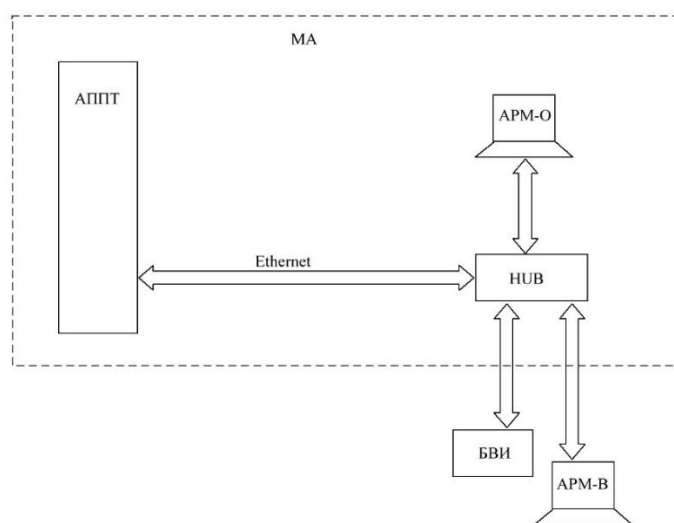 МА
АППТ
АРМ-О
Ethernet
HUB
БВИ
АРМ-В